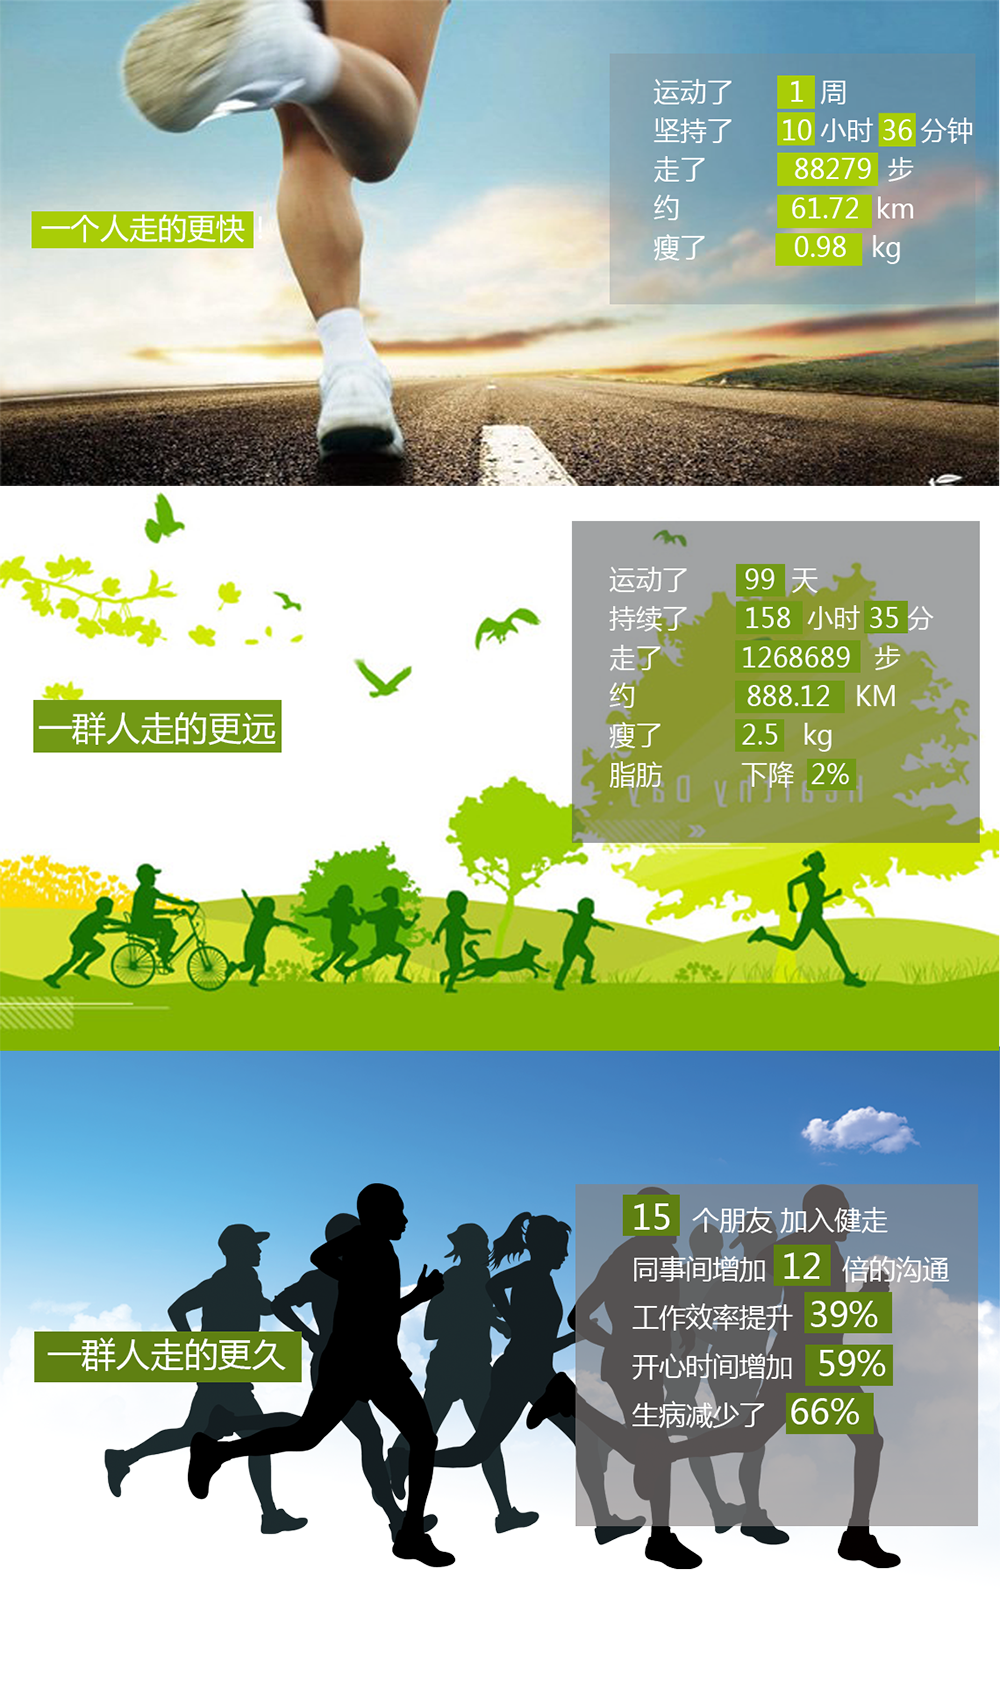 运动了 1 周
坚持了 10 小时 36 分钟
走了 88279 步
约 61.72 km
瘦了 0.98 kg
一个人走的更快！
运动了 99 天
持续了 158 小时 35 分
走了 1268689 步
约 888.12 KM
瘦了 2.5 kg
脂肪 下降 2%
一群人走的更远
Healthy Day
15 个朋友 加入健走
同事间增加 12 倍的沟通
工作效率提升 39%
开心时间增加 59%
生病减少了 66%
一群人走的更久